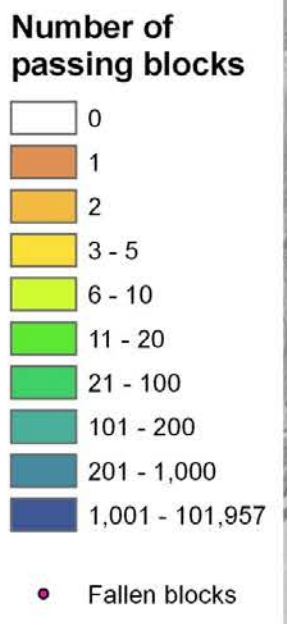 Number of
passing blocks
0
1
2
3 - 5
6 - 10
11 - 20
21 - 100
101 - 200
201 - 1,000
1,001 - 101,957
Fallen blocks